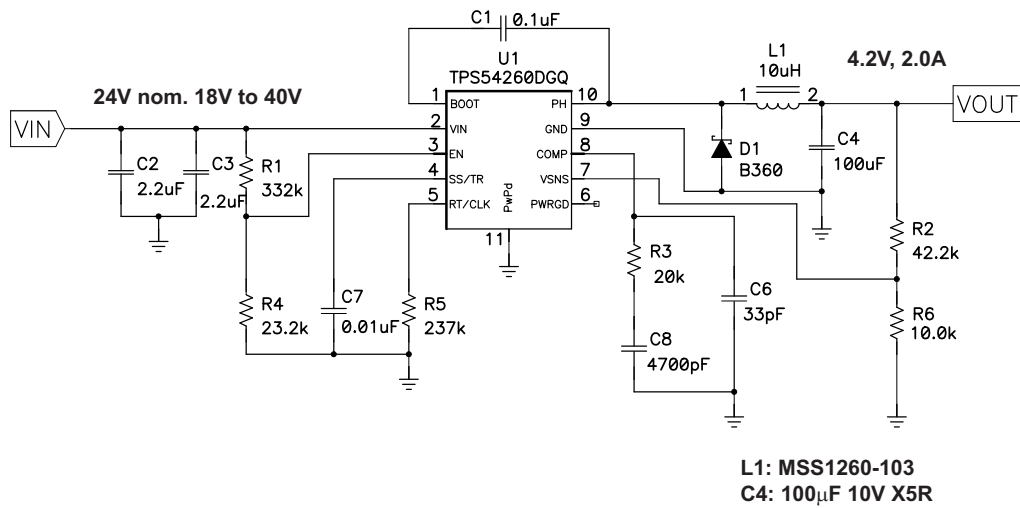 C1
0.1uF
U1
TPS54260DGQ
L1
10uH
4.2V, 2.0A
24V nom. 18V to 40V
VIN
VOUT
1 BOOT PH 10
2 VIN GND 9
3 EN COMP 8
4 SS/TR VSNS 7
5 RT/CLK PWRGD 6
PwPd
11
1 2
C2
2.2uF
C3
2.2uF
R1
332k
D1
B360
C4
100uF
R2
42.2k
R3
20k
R4
23.2k
C7
0.01uF
R5
237k
C6
33pF
R6
10.0k
C8
4700pF
L1: MSS1260-103
C4: 100μF 10V X5R